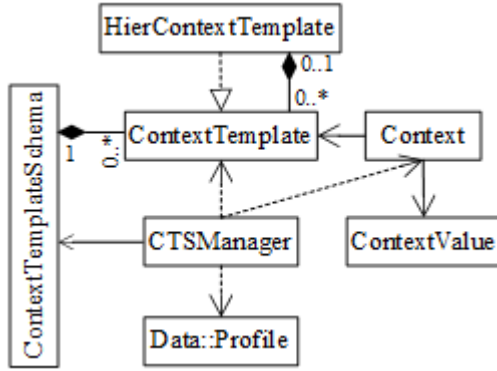 HierContextTemplate
0..1
0..*
ContextTemplateSchema
1
0..*
ContextTemplate
Context
CTSManager
ContextValue
Data::Profile